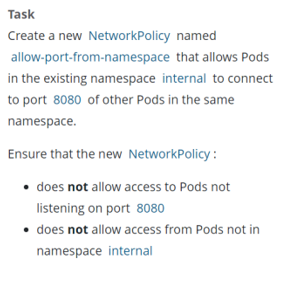 Task
Create a new NetworkPolicy named
allow-port-from-namespace that allows Pods
in the existing namespace internal to connect
to port 8080 of other Pods in the same
namespace.
Ensure that the new NetworkPolicy :
• does not allow access to Pods not
listening on port 8080
• does not allow access from Pods not in
namespace internal